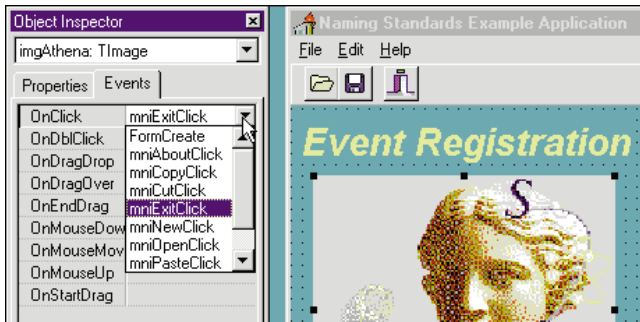 Object Inspector
imgAthena: TImage
Properties Events
OnClick mniExitClick
OnDblClick FormCreate
OnDragDrop mniAboutClick
OnDragOver mniCopyClick
OnEndDrag mniCutClick
OnMouseDow mniExitClick
OnMouseMov mniNewClick
OnMouseUp mniOpenClick
OnStartDrag mniPasteClick
Naming Standards Example Application
File Edit Help
Event Registration
S